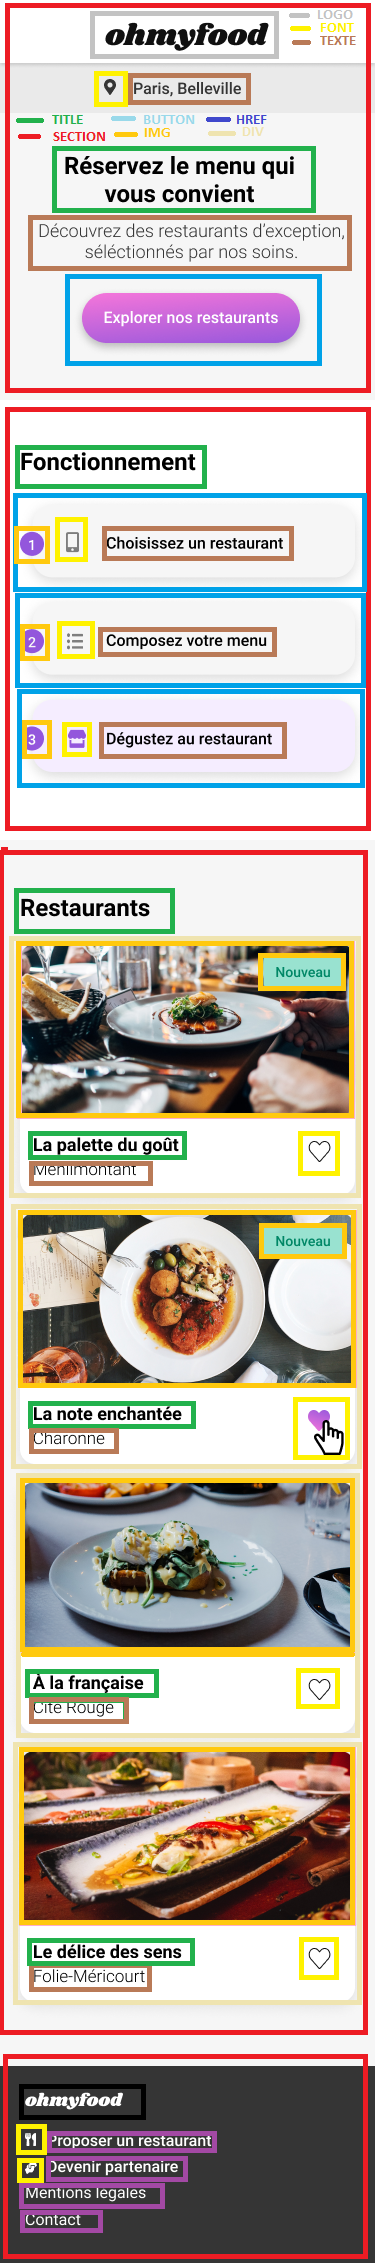 ohmyfood
LOGO
FONT
TEXTE
Paris, Belleville
TITLE
BUTTON
HREF
SECTION
IMG
DIV
Réservez le menu qui
vous convient
Découvrez des restaurants d'exception,
séléctionnés par nos soins.
Explorer nos restaurants
Fonctionnement
1
Choisissez un restaurant
2
Composez votre menu
3
Dégustez au restaurant
Restaurants
Nouveau
La palette du goût
Ménilmontant
Nouveau
La note enchantée
Charonne
À la française
Cité Rouge
Le délice des sens
Folie-Méricourt
ohmyfood
Proposer un restaurant
Devenir partenaire
Mentions légales
Contact